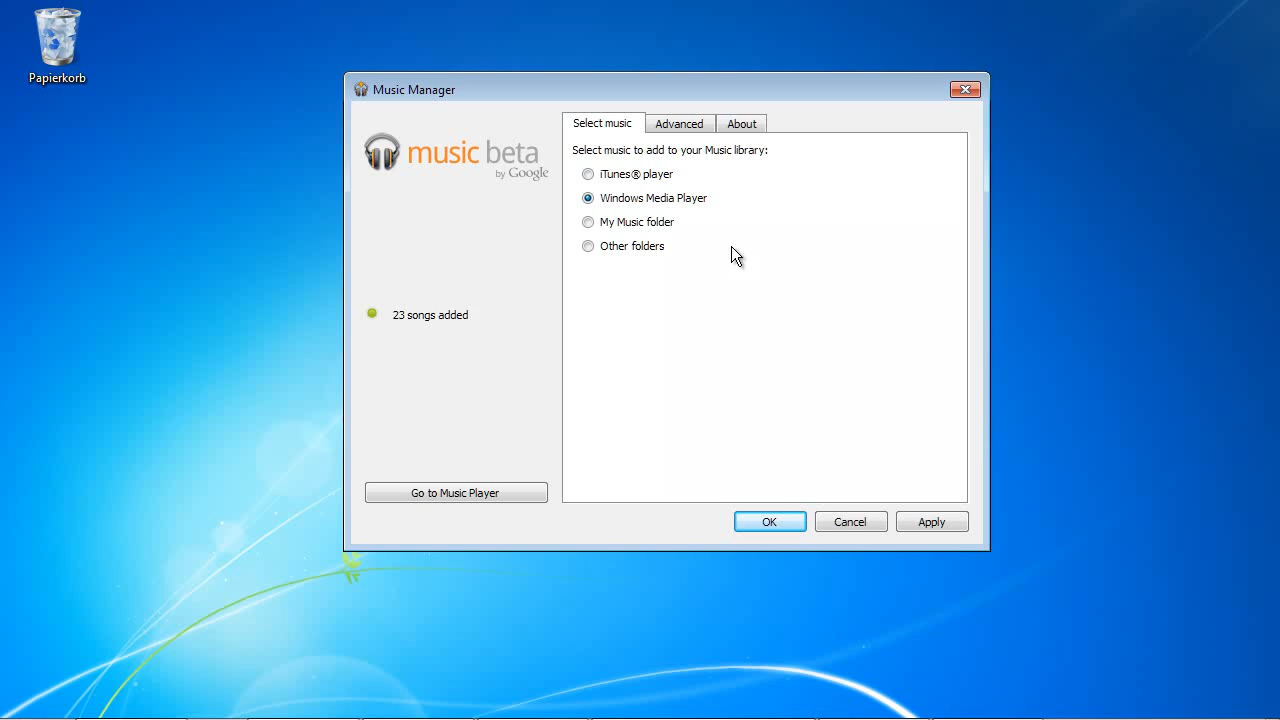 Papierkorb
Music Manager
music beta
by Google
Select music
Advanced
About
Select music to add to your Music library:
iTunes® player
Windows Media Player
My Music folder
Other folders
23 songs added
Go to Music Player
OK
Cancel
Apply